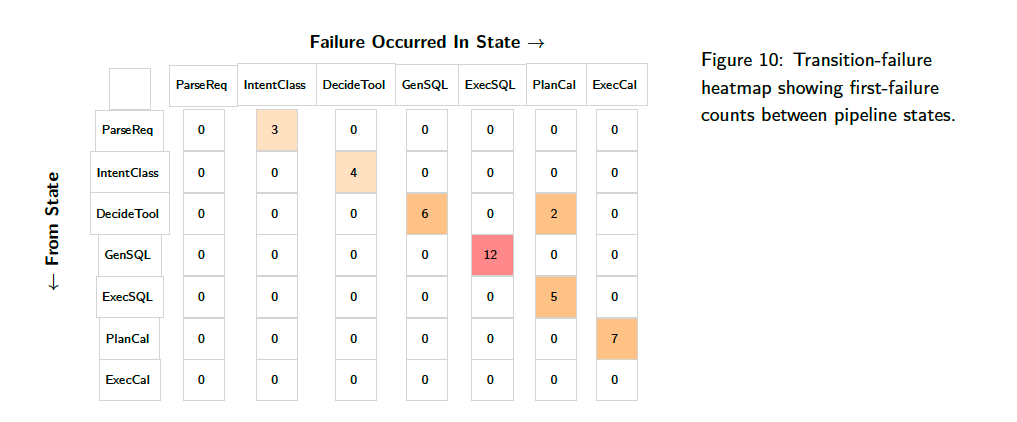 Failure Occurred In State →
ParseReq IntentClass DecideTool GenSQL ExecSQL PlanCal ExecCal
← From State
ParseReq 0 3 0 0 0 0 0
IntentClass 0 0 4 0 0 0 0
DecideTool 0 0 0 6 0 2 0
GenSQL 0 0 0 0 12 0 0
ExecSQL 0 0 0 0 0 5 0
PlanCal 0 0 0 0 0 0 7
ExecCal 0 0 0 0 0 0 0
Figure 10: Transition-failure
heatmap showing first-failure
counts between pipeline states.